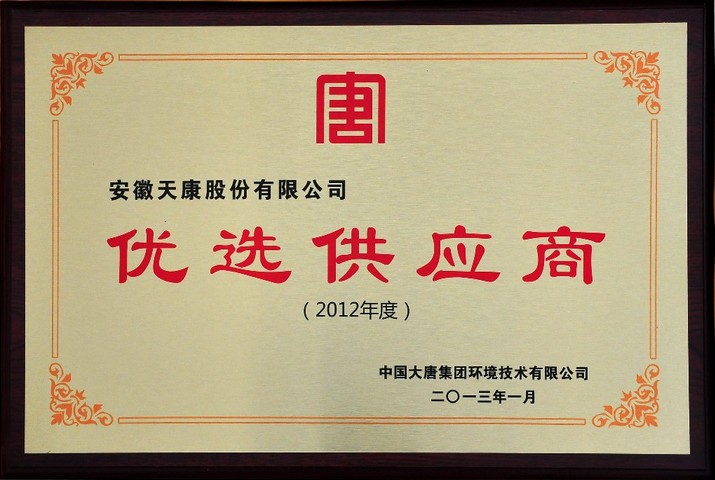 唐
安徽天康股份有限公司
优选供应商
（2012年度）
中国大唐集团环境技术有限公司
二〇一三年一月